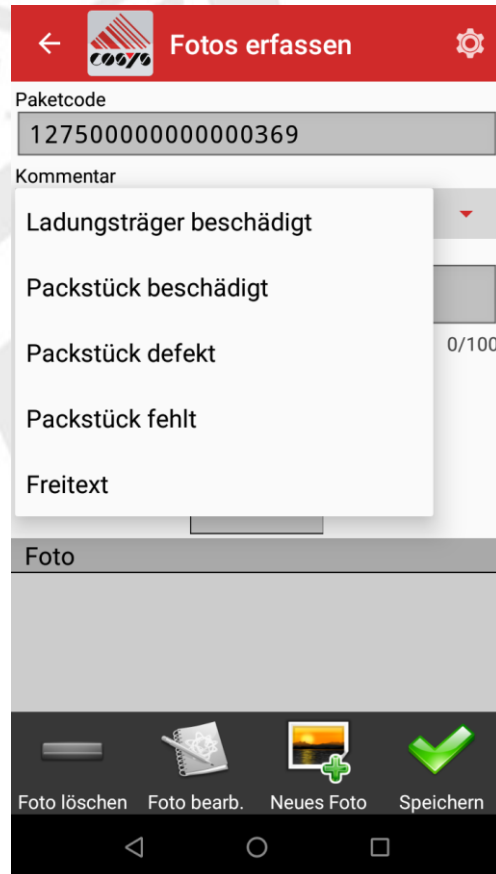 COSYS
Fotos erfassen
Paketcode
127500000000000369
Kommentar
Ladungsträger beschädigt
Packstück beschädigt
Packstück defekt
Packstück fehlt
Freitext
0/100
Foto
Foto löschen
Foto bearb.
Neues Foto
Speichern